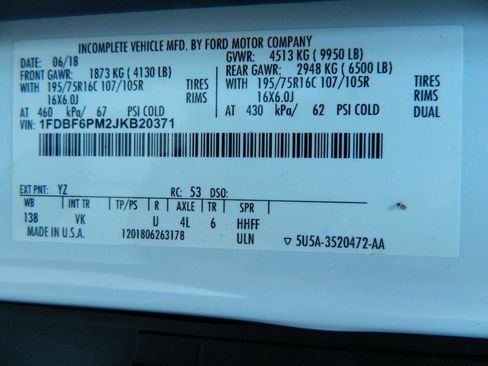 INCOMPLETE VEHICLE MFD. BY FORD MOTOR COMPANY
DATE: 06/18 GVWR: 4513 KG ( 9950 LB)
FRONT GAWR: 1873 KG ( 4130 LB) REAR GAWR: 2948 KG ( 6500 LB)
WITH 195/75R16C 107/105R TIRES WITH 195/75R16C 107/105R TIRES
16X6.0J RIMS 16X6.0J RIMS
AT 460 kPa/ 67 PSI COLD AT 430 kPa/ 62 PSI COLD DUAL
VIN: 1FDBF6PM2JKB20371
EXT PNT: YZ RC: 53 DSO:
WB INT TR TP/PS R AXLE TR SPR
138 VK U 4L 6 HHFF
MADE IN U.S.A. 1201806263178 ULN ▽ 5U5A-3520472-AA